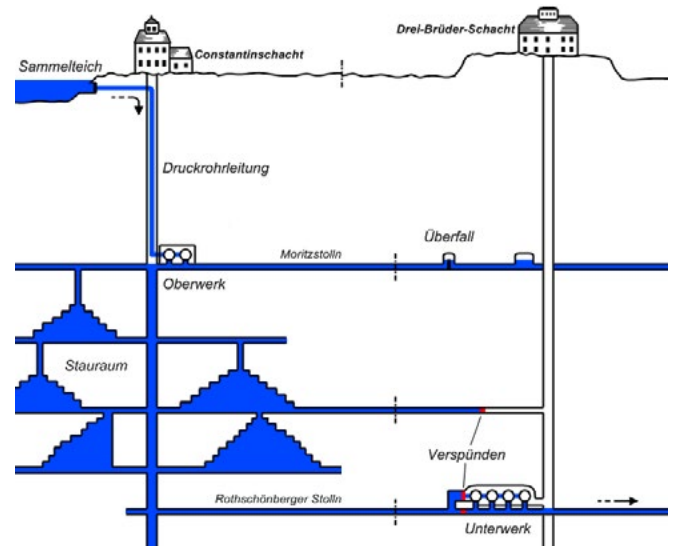 Drei-Brüder-Schacht
Constantinschacht
Sammelteich
Druckrohrleitung
Überfall
Moritzstolln
Oberwerk
Stauraum
Verspünden
Rothschönberger Stolln
Unterwerk